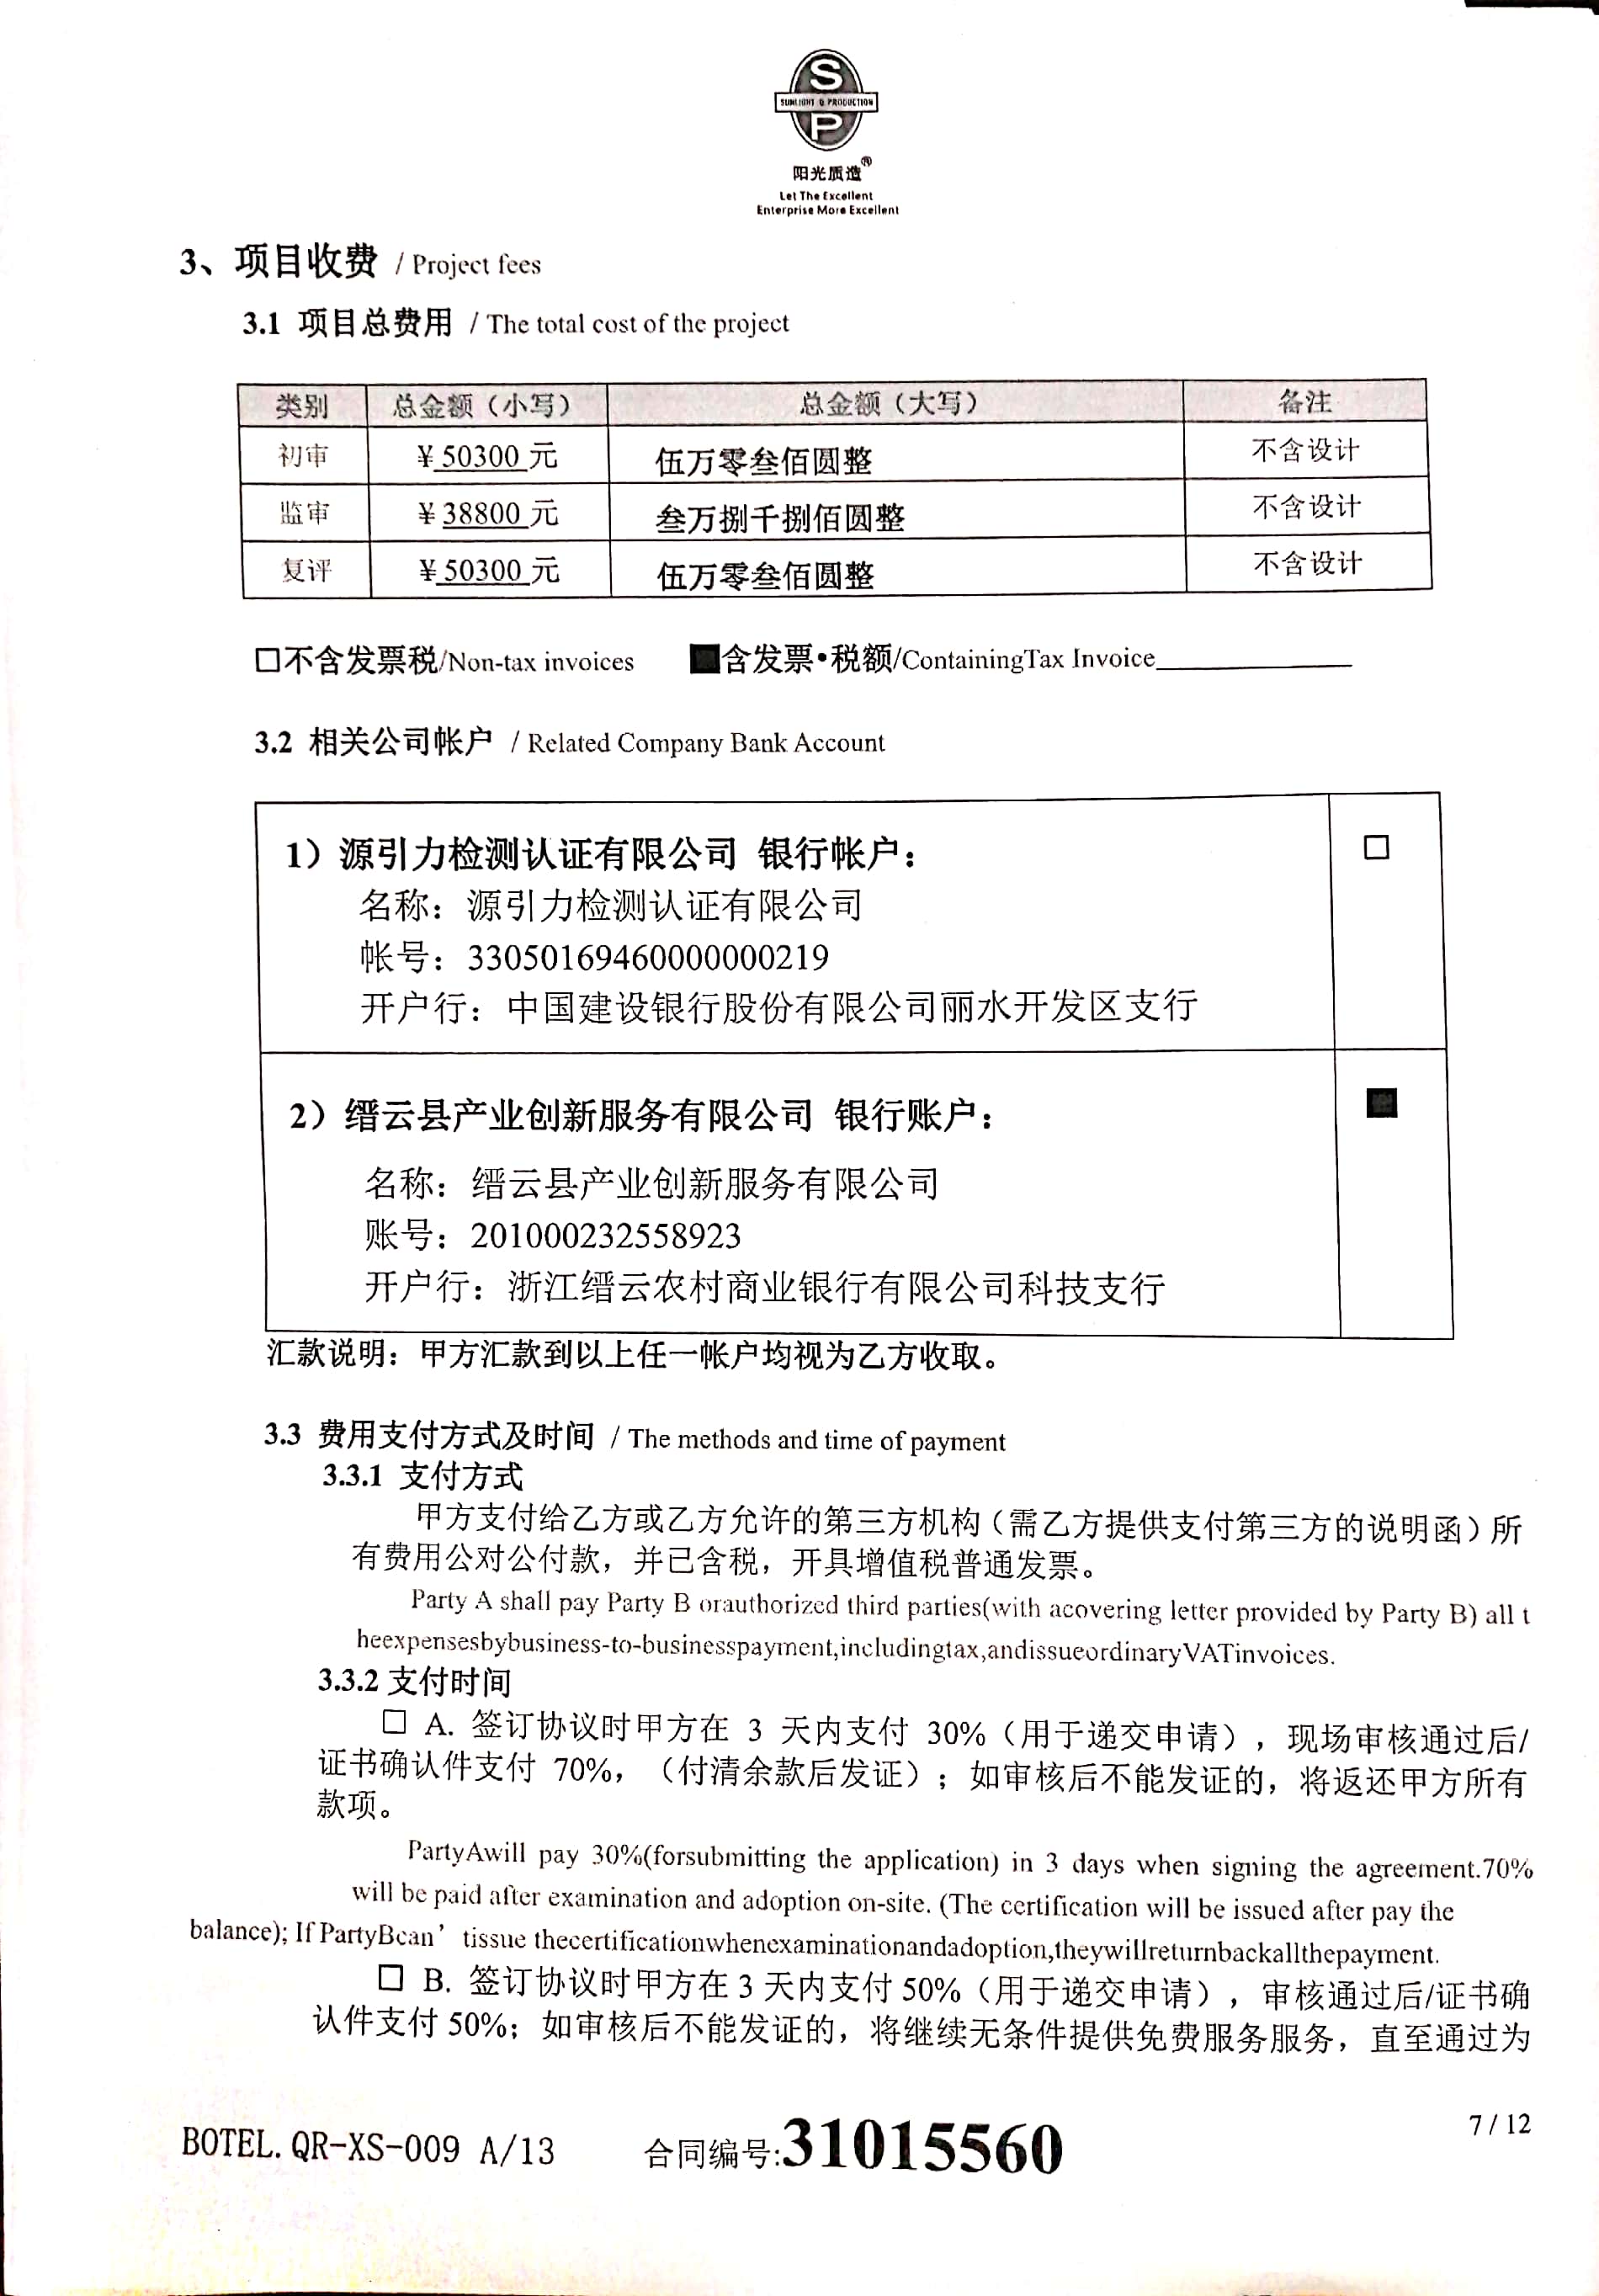 S
SUNLIGHT Q PRODUCTION
P
阳光质造®
Let The Excellent
Enterprise More Excellent
3、项目收费 / Project fees
3.1 项目总费用 / The total cost of the project
类别 总金额（小写） 总金额（大写） 备注
初审 ¥ 50300 元 伍万零叁佰圆整 不含设计
监审 ¥ 38800 元 叁万捌千捌佰圆整 不含设计
复评 ¥ 50300 元 伍万零叁佰圆整 不含设计
□不含发票税/Non-tax invoices ■含发票•税额/ContainingTax Invoice
3.2 相关公司帐户 / Related Company Bank Account
1）源引力检测认证有限公司 银行帐户： □
名称：源引力检测认证有限公司
帐号：33050169460000000219
开户行：中国建设银行股份有限公司丽水开发区支行
2）缙云县产业创新服务有限公司 银行账户： ■
名称：缙云县产业创新服务有限公司
账号：201000232558923
开户行：浙江缙云农村商业银行有限公司科技支行
汇款说明：甲方汇款到以上任一帐户均视为乙方收取。
3.3 费用支付方式及时间 / The methods and time of payment
3.3.1 支付方式
甲方支付给乙方或乙方允许的第三方机构（需乙方提供支付第三方的说明函）所
有费用公对公付款，并已含税，开具增值税普通发票。
Party A shall pay Party B orauthorized third parties(with acovering letter provided by Party B) all t
heexpensesbybusiness-to-businesspayment,includingtax,andissueordinaryVATinvoices.
3.3.2 支付时间
□ A. 签订协议时甲方在 3 天内支付 30%（用于递交申请），现场审核通过后/
证书确认件支付 70%，（付清余款后发证）；如审核后不能发证的，将返还甲方所有
款项。
PartyAwill pay 30%(forsubmitting the application) in 3 days when signing the agreement.70%
will be paid after examination and adoption on-site. (The certification will be issued after pay the
balance); If PartyBcan’ tissue thecertificationwhenexaminationandadoption,theywillreturnbackallthepayment.
□ B. 签订协议时甲方在 3 天内支付 50%（用于递交申请），审核通过后/证书确
认件支付 50%；如审核后不能发证的，将继续无条件提供免费服务服务，直至通过为
BOTEL.QR-XS-009 A/13 合同编号:31015560 7 / 12